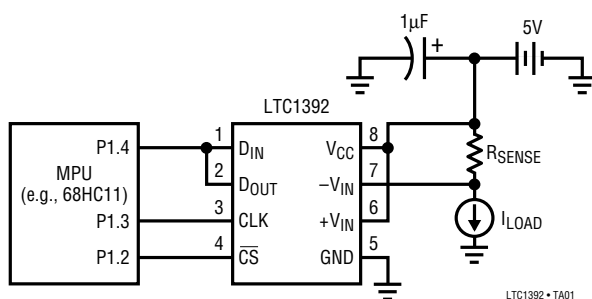 1µF
+
5V
LTC1392
MPU
(e.g., 68HC11)
P1.4
P1.3
P1.2
1
2
3
4
DIN
DOUT
CLK
CS
VCC
–VIN
+VIN
GND
8
7
6
5
RSENSE
ILOAD
LTC1392 • TA01